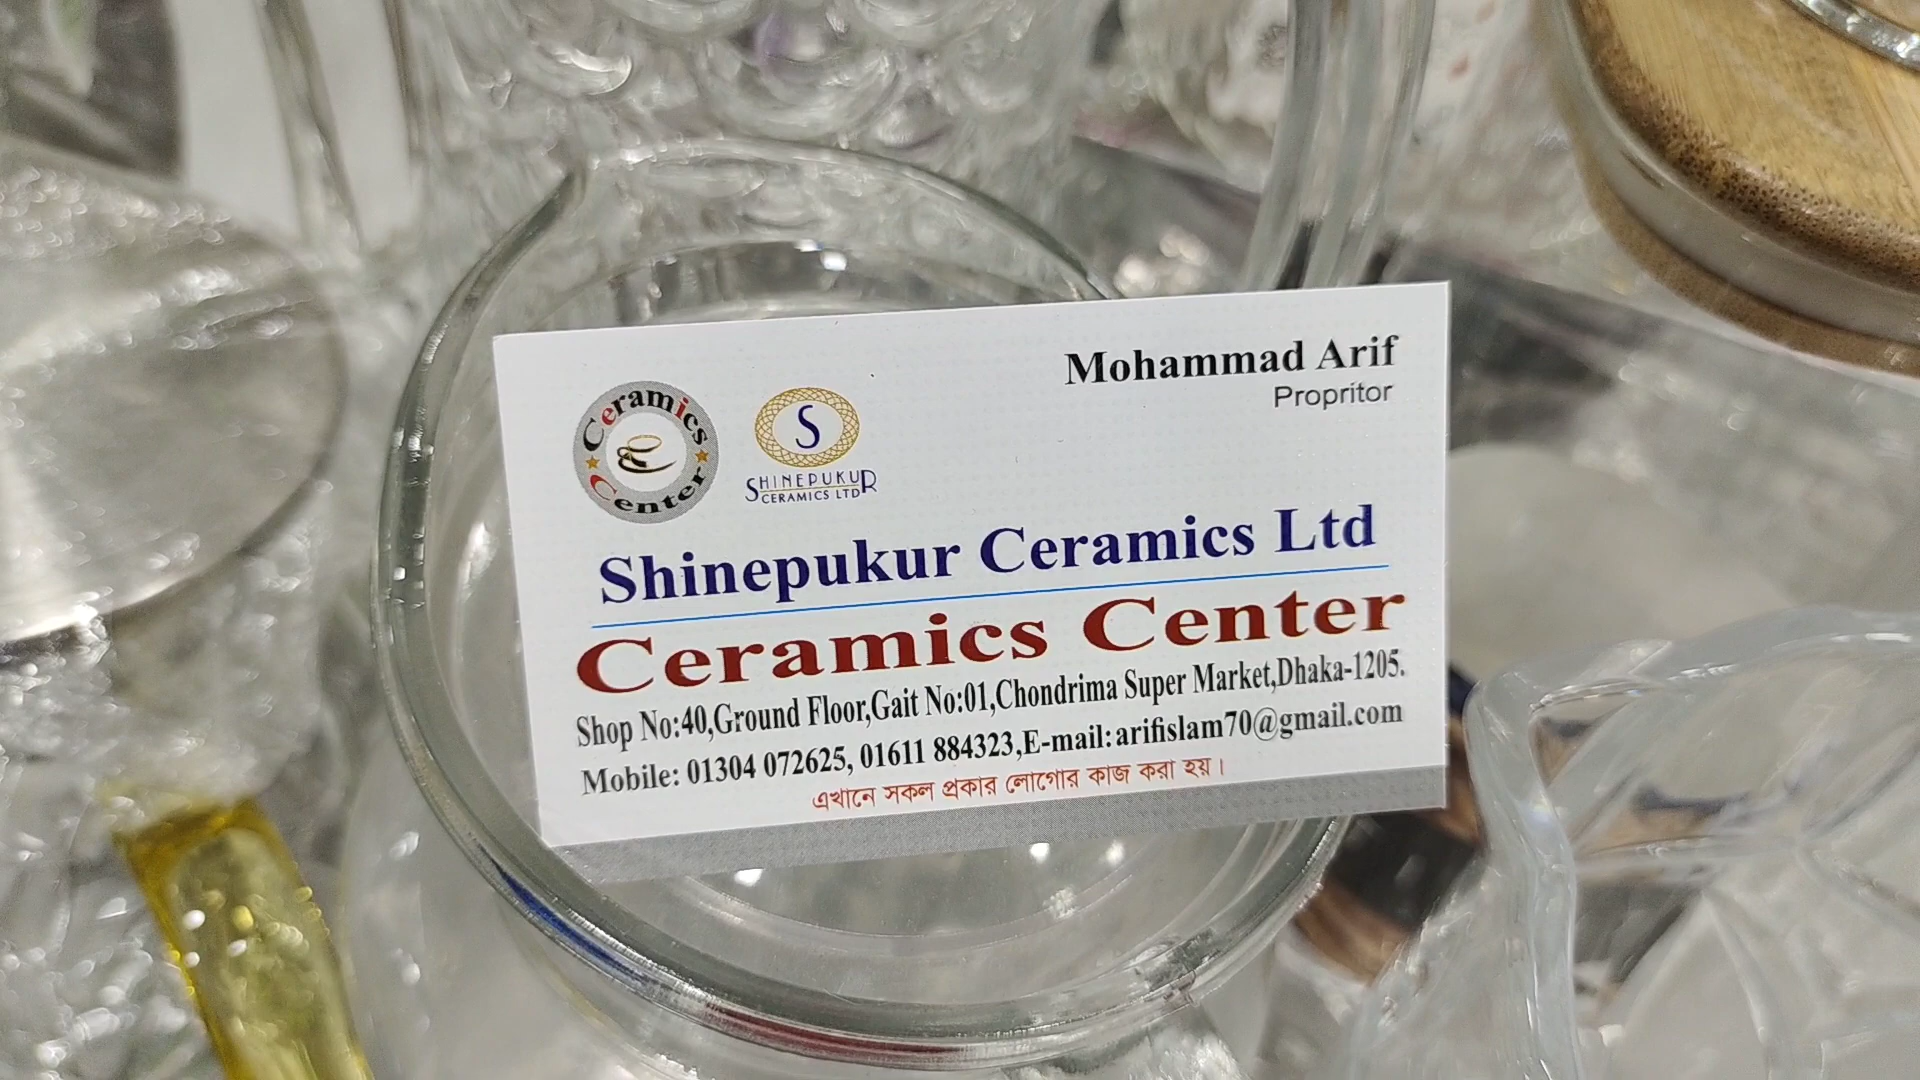 Mohammad Arif
Propritor
Ceramics
Center
S
SHINEPUKUR
CERAMICS LTD
Shinepukur Ceramics Ltd
Ceramics Center
Shop No:40,Ground Floor,Gait No:01,Chondrima Super Market,Dhaka-1205.
Mobile: 01304 072625, 01611 884323,E-mail:arifislam70@gmail.com
এখানে সকল প্রকার লোগোর কাজ করা হয়।